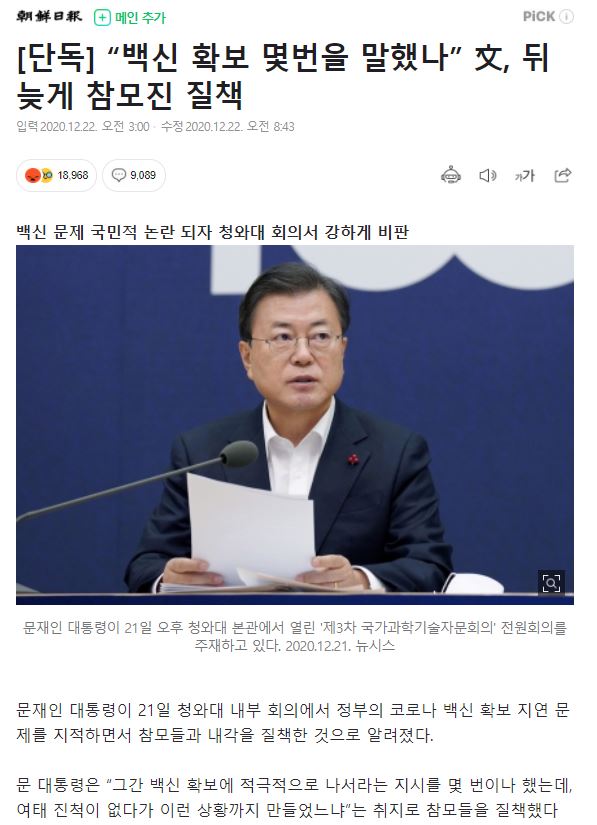 朝鮮日報 메인 추가 PiCK
[단독] “백신 확보 몇번을 말했나” 文, 뒤
늦게 참모진 질책
입력 2020.12.22. 오전 3:00 · 수정 2020.12.22. 오전 8:43
18,968 9,089 가가
백신 문제 국민적 논란 되자 청와대 회의서 강하게 비판
문재인 대통령이 21일 오후 청와대 본관에서 열린 '제3차 국가과학기술자문회의' 전원회의를
주재하고 있다. 2020.12.21. 뉴시스
문재인 대통령이 21일 청와대 내부 회의에서 정부의 코로나 백신 확보 지연 문
제를 지적하면서 참모들과 내각을 질책한 것으로 알려졌다.
문 대통령은 “그간 백신 확보에 적극적으로 나서라는 지시를 몇 번이나 했는데,
여태 진척이 없다가 이런 상황까지 만들었느냐”는 취지로 참모들을 질책했다